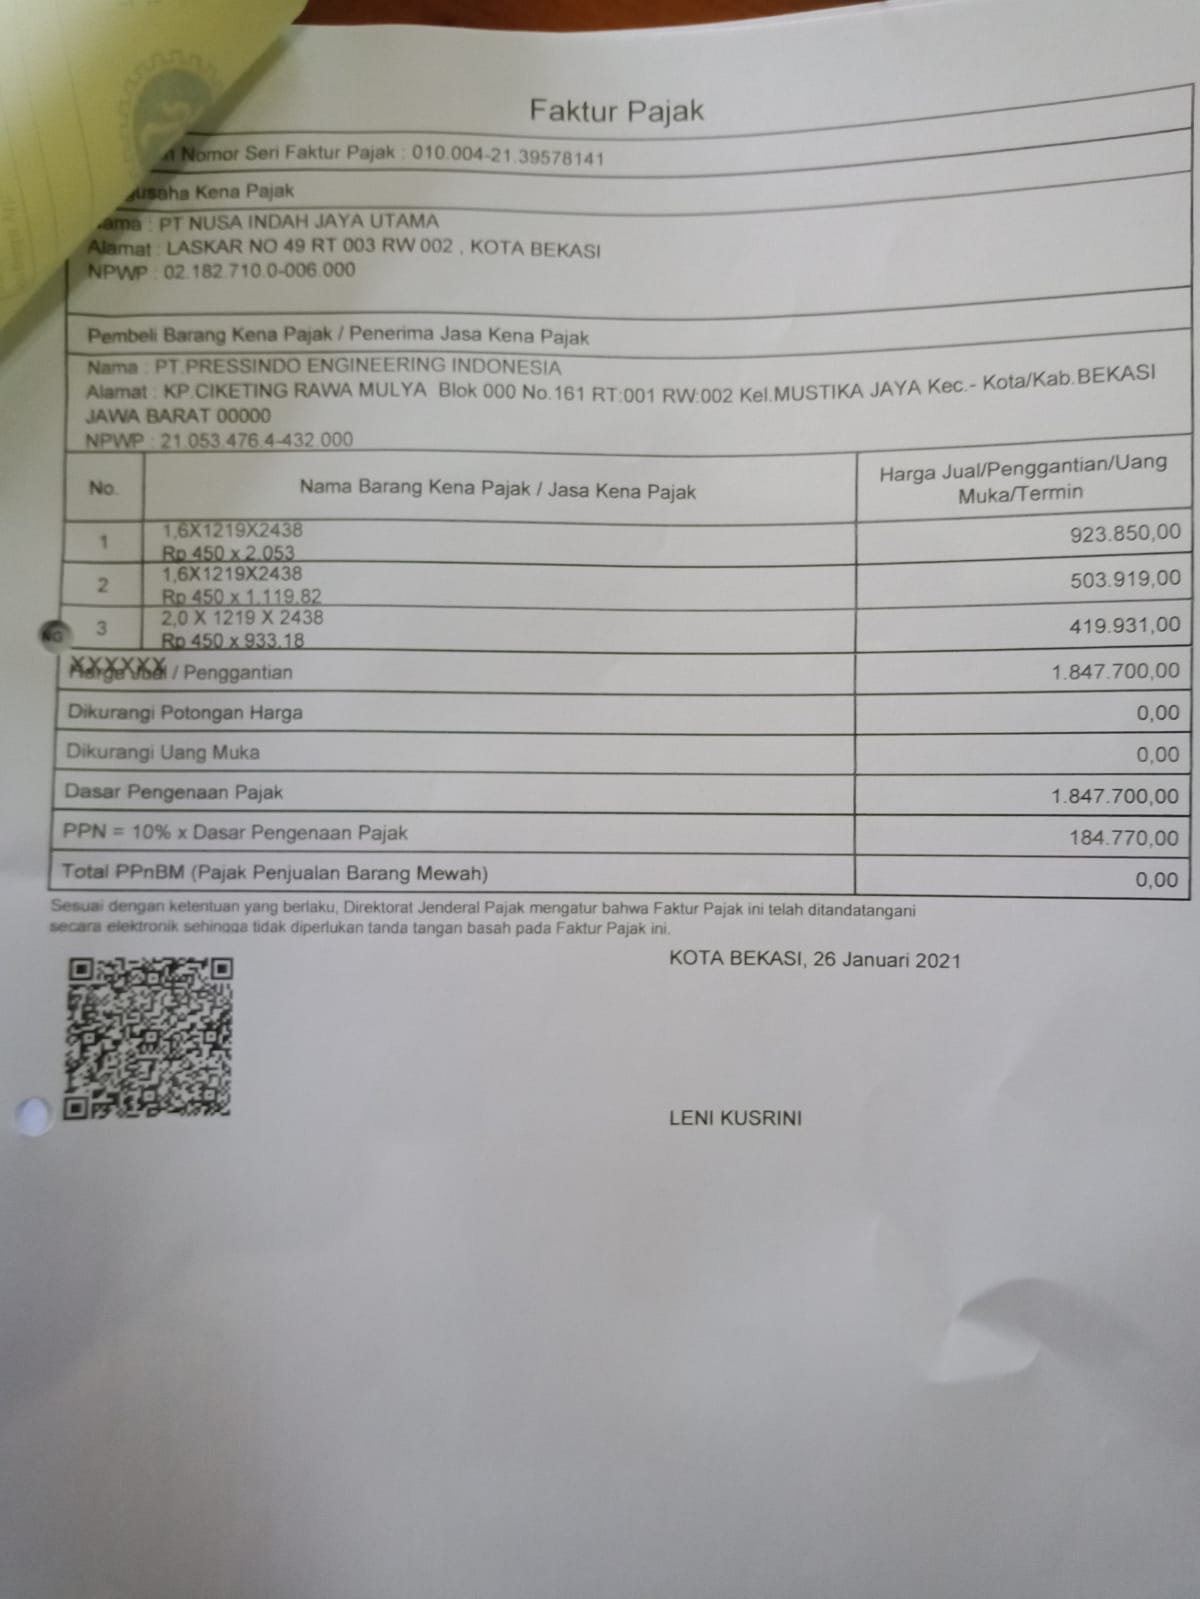 Faktur Pajak
Nomor Seri Faktur Pajak : 010.004-21.39578141
usaha Kena Pajak
ama : PT NUSA INDAH JAYA UTAMA
Alamat : LASKAR NO 49 RT 003 RW 002 , KOTA BEKASI
NPWP : 02.182.710.0-006.000
Pembeli Barang Kena Pajak / Penerima Jasa Kena Pajak
Nama : PT.PRESSINDO ENGINEERING INDONESIA
Alamat : KP.CIKETING RAWA MULYA Blok 000 No.161 RT:001 RW:002 Kel.MUSTIKA JAYA Kec.- Kota/Kab.BEKASI
JAWA BARAT 00000
NPWP : 21.053.476.4-432.000
No. Nama Barang Kena Pajak / Jasa Kena Pajak Harga Jual/Penggantian/Uang
Muka/Termin
1 1,6X1219X2438 923.850,00
Rp 450 x 2.053
2 1,6X1219X2438 503.919,00
Rp 450 x 1.119.82
3 2,0 X 1219 X 2438 419.931,00
Rp 450 x 933.18
Harga Jual / Penggantian 1.847.700,00
XXXXXX
Dikurangi Potongan Harga 0,00
Dikurangi Uang Muka 0,00
Dasar Pengenaan Pajak 1.847.700,00
PPN = 10% x Dasar Pengenaan Pajak 184.770,00
Total PPnBM (Pajak Penjualan Barang Mewah) 0,00
Sesuai dengan ketentuan yang berlaku, Direktorat Jenderal Pajak mengatur bahwa Faktur Pajak ini telah ditandatangani
secara elektronik sehingga tidak diperlukan tanda tangan basah pada Faktur Pajak ini.
KOTA BEKASI, 26 Januari 2021
LENI KUSRINI